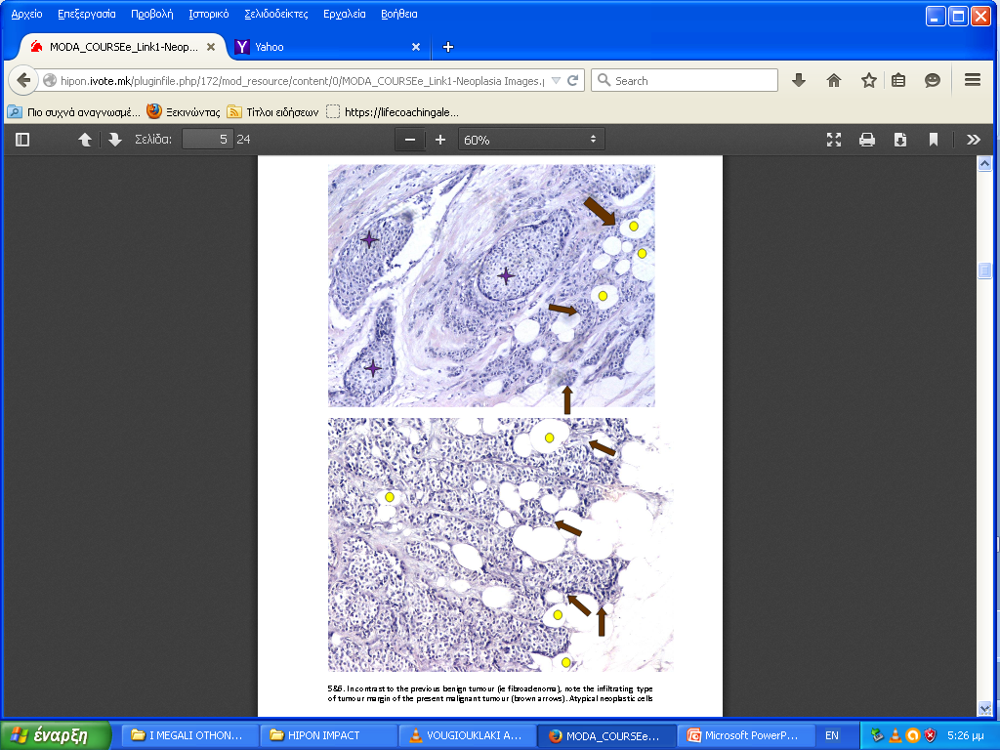 Αρχείο Επεξεργασία Προβολή Ιστορικό Σελιδοδείκτες Εργαλεία Βοήθεια
MODA_COURSEe_Link1-Neop... Yahoo
hipon.ivote.mk/pluginfile.php/172/mod_resource/content/0/MODA_COURSEe_Link1-Neoplasia Images.p Search
Πιο συχνά αναγνωσμέ... Ξεκινώντας Τίτλοι ειδήσεων https://lifecoachingale...
Σελίδα: 5 24 60%
5&6. In contrast to the previous benign tumour (ie fibroadenoma), note the infiltrating type
of tumour margin of the present malignant tumour (brown arrows). Atypical neoplastic cells
έναρξη I MEGALI OTHON... HIPON IMPACT VOUGIOUKLAKI A... MODA_COURSEe... Microsoft PowerP... EN 5:26 μμ